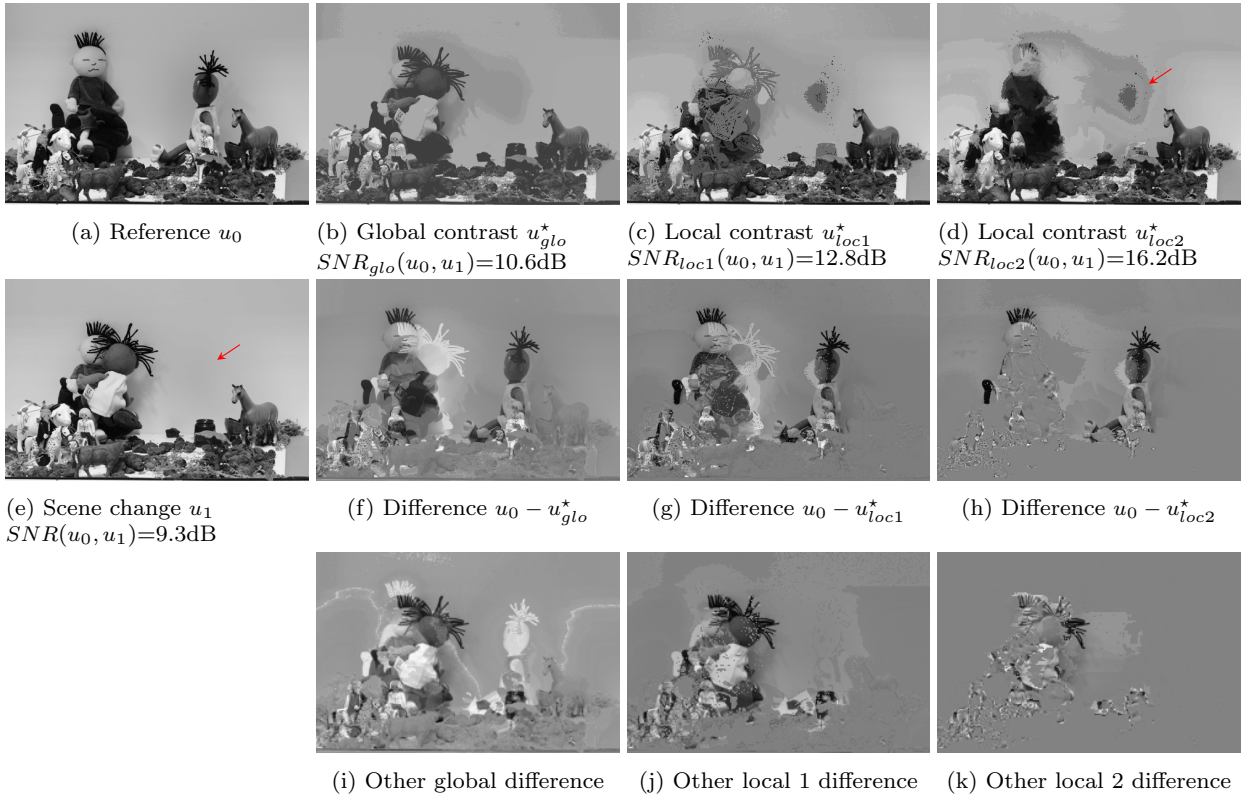 (a) Reference u₀
(b) Global contrast u⋆glo
SNRglo(u₀, u₁)=10.6dB
(c) Local contrast u⋆loc1
SNRloc1(u₀, u₁)=12.8dB
(d) Local contrast u⋆loc2
SNRloc2(u₀, u₁)=16.2dB
(e) Scene change u₁
SNR(u₀, u₁)=9.3dB
(f) Difference u₀ − u⋆glo
(g) Difference u₀ − u⋆loc1
(h) Difference u₀ − u⋆loc2
(i) Other global difference
(j) Other local 1 difference
(k) Other local 2 difference